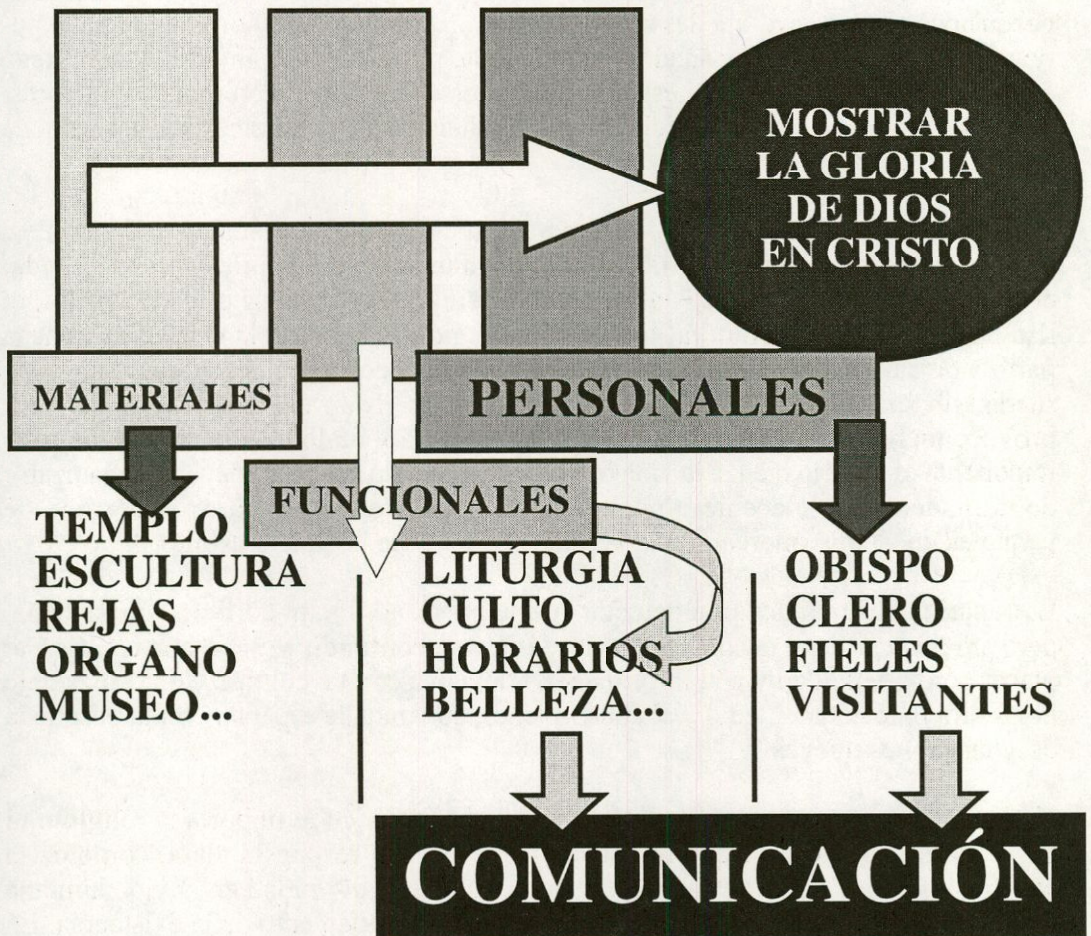 MOSTRAR
LA GLORIA
DE DIOS
EN CRISTO
MATERIALES
PERSONALES
FUNCIONALES
TEMPLO
ESCULTURA
REJAS
ORGANO
MUSEO...
LITÚRGIA
CULTO
HORARIOS
BELLEZA...
OBISPO
CLERO
FIELES
VISITANTES
COMUNICACIÓN